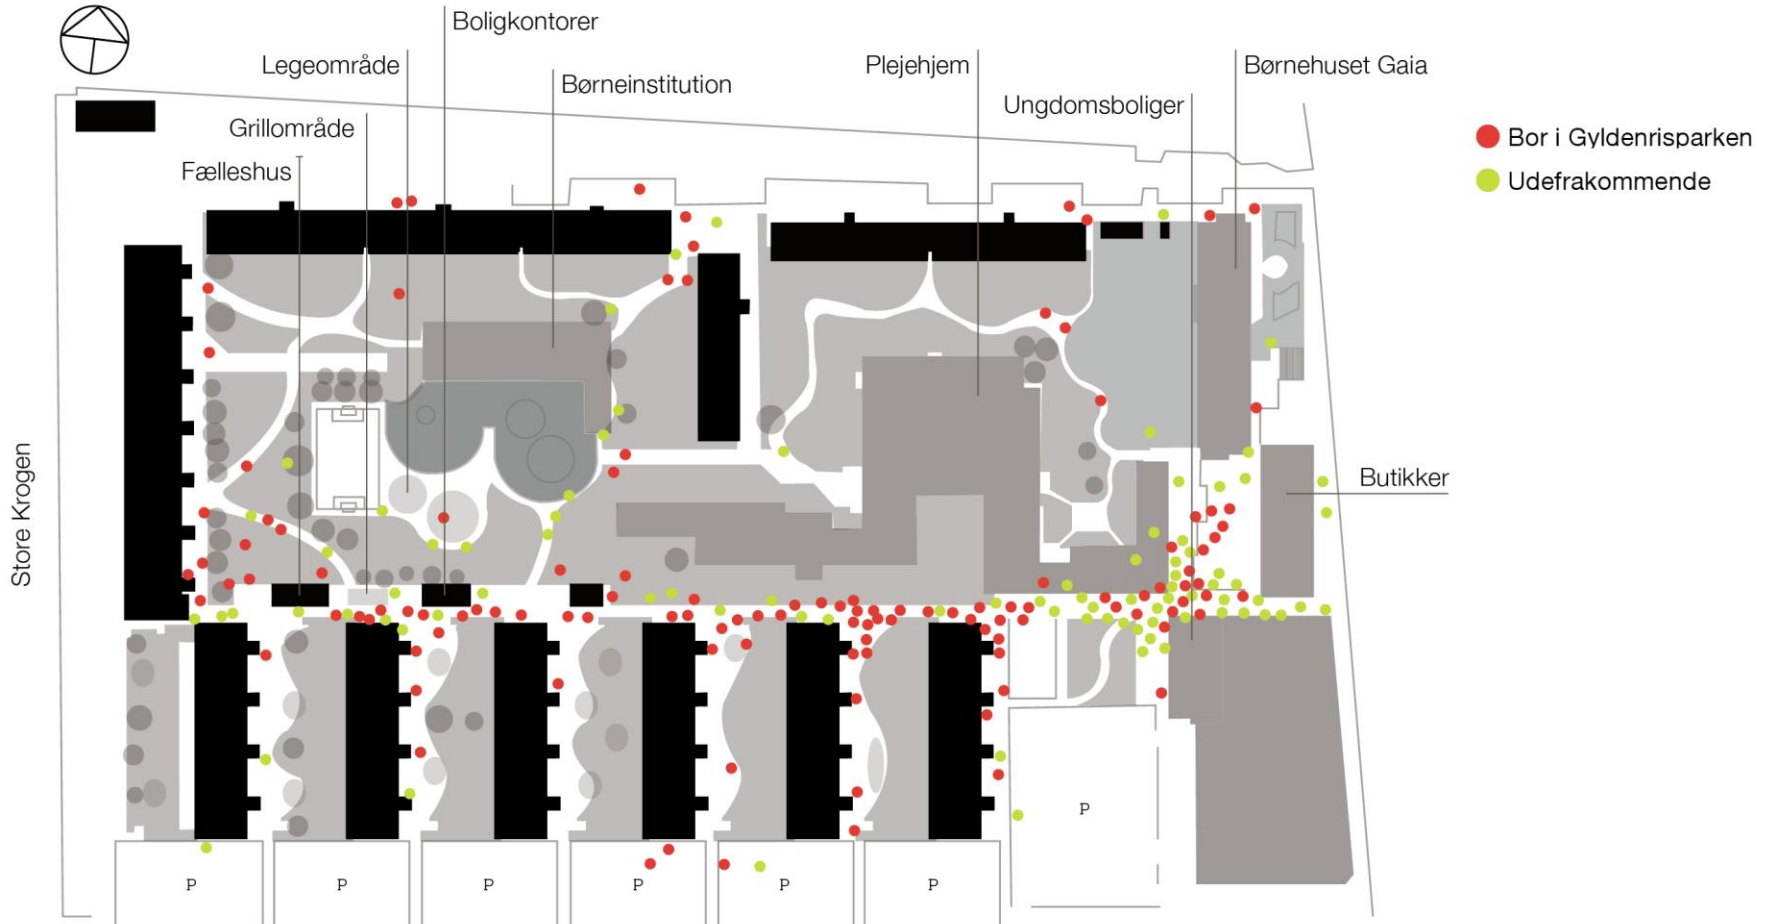 Boligkontorer
Legeområde
Plejehjem
Børnehuset Gaia
Børneinstitution
Ungdomsboliger
Grillområde
Fælleshus
Bor i Gyldenrisparken
Udefrakommende
Butikker
Store Krogen
P
P
P
P
P
P
P